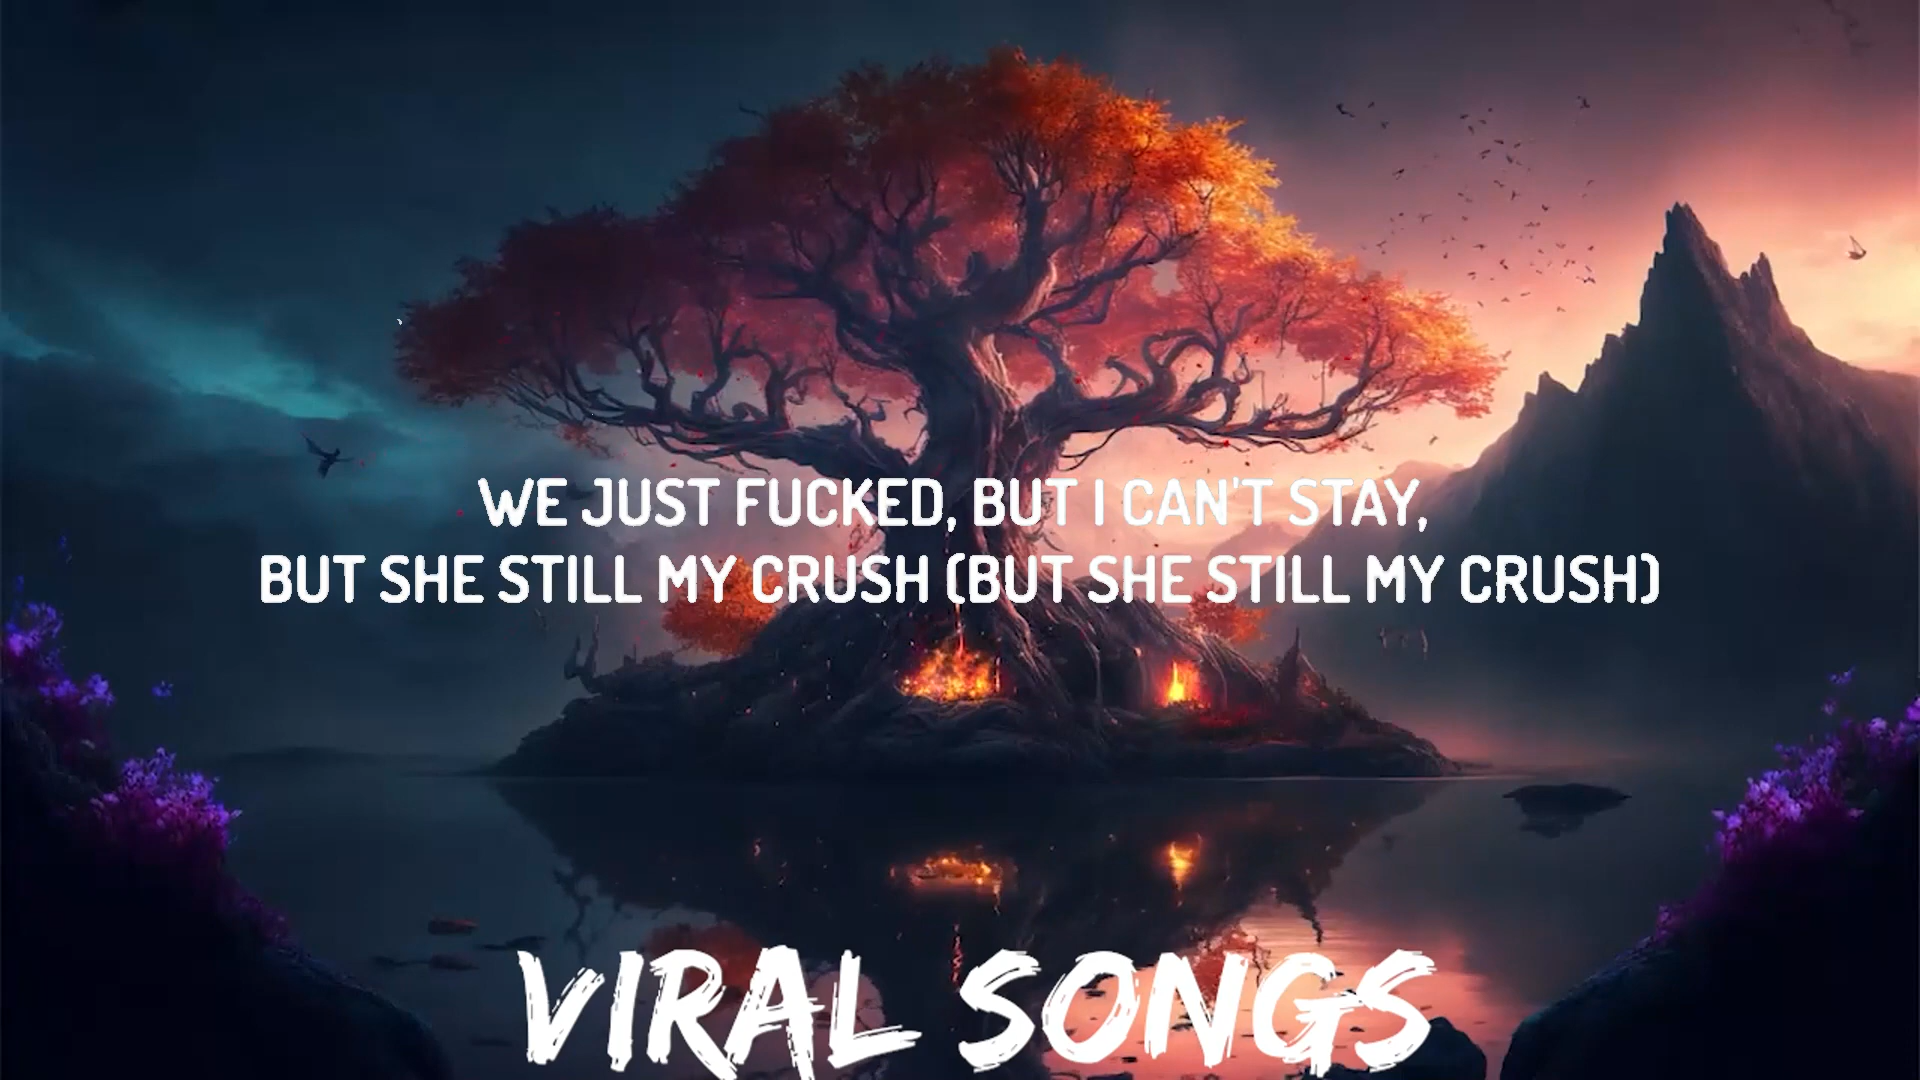 WE JUST FUCKED, BUT I CAN'T STAY,
BUT SHE STILL MY CRUSH (BUT SHE STILL MY CRUSH)
VIRAL SONGS